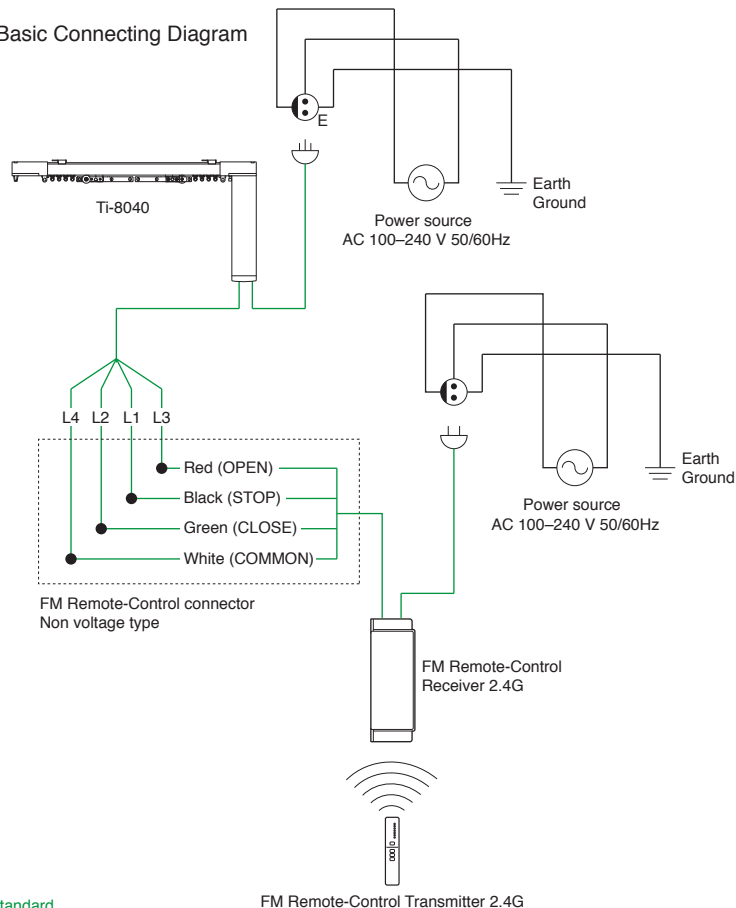 Basic Connecting Diagram
E
Ti-8040
Earth
Ground
Power source
AC 100–240 V 50/60Hz
L4 L2 L1 L3
Red (OPEN)
Black (STOP)
Green (CLOSE)
White (COMMON)
FM Remote-Control connector
Non voltage type
Earth
Ground
Power source
AC 100–240 V 50/60Hz
FM Remote-Control
Receiver 2.4G
FM Remote-Control Transmitter 2.4G
tandard